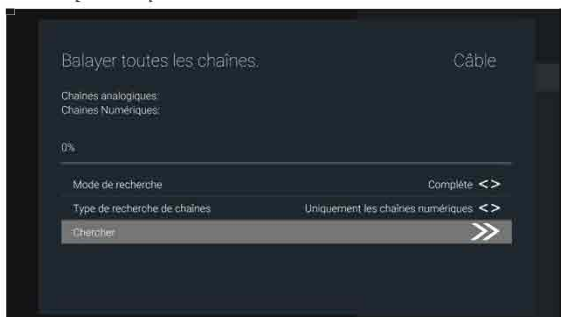 Balayer toutes les chaînes. Câble
Chaînes analogiques:
Chaînes Numériques:
0%
Mode de recherche Complète <>
Type de recherche de chaînes Uniquement les chaînes numériques <>
Chercher